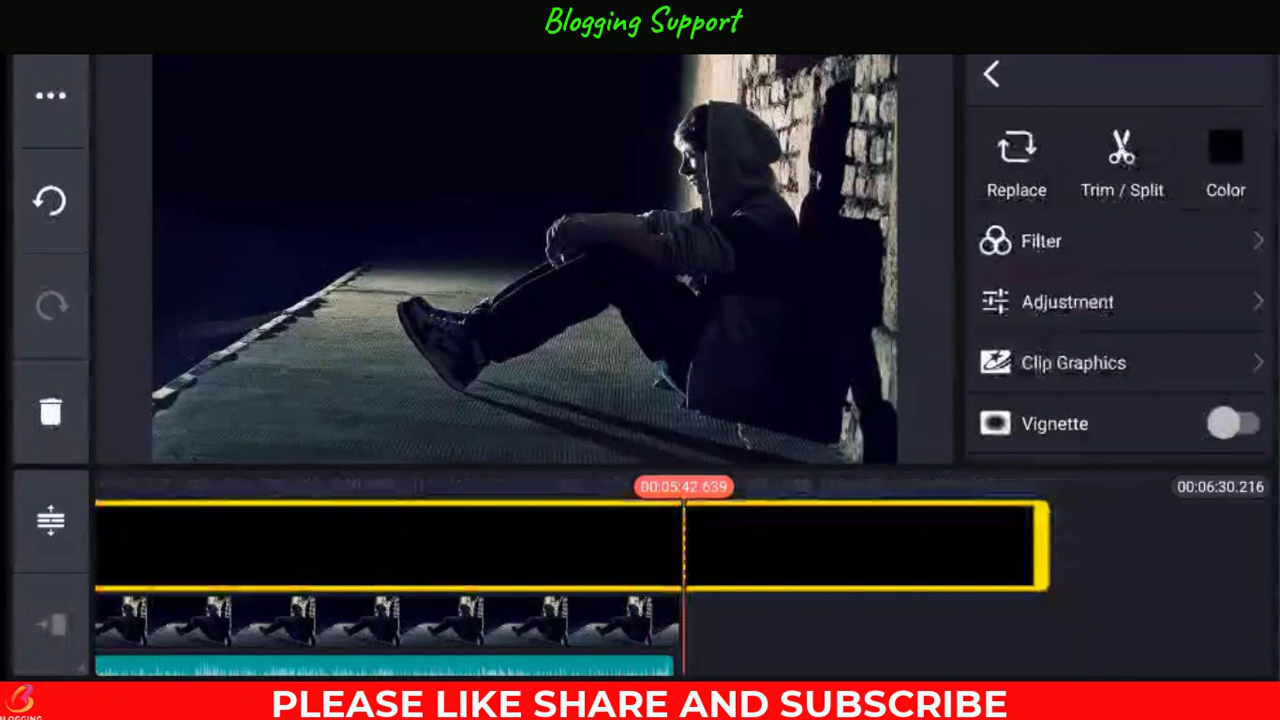 Blogging Support
Replace
Trim / Split
Color
Filter
Adjustment
Clip Graphics
Vignette
00:05:42.639
00:06:30.216
BLOGGING
PLEASE LIKE SHARE AND SUBSCRIBE